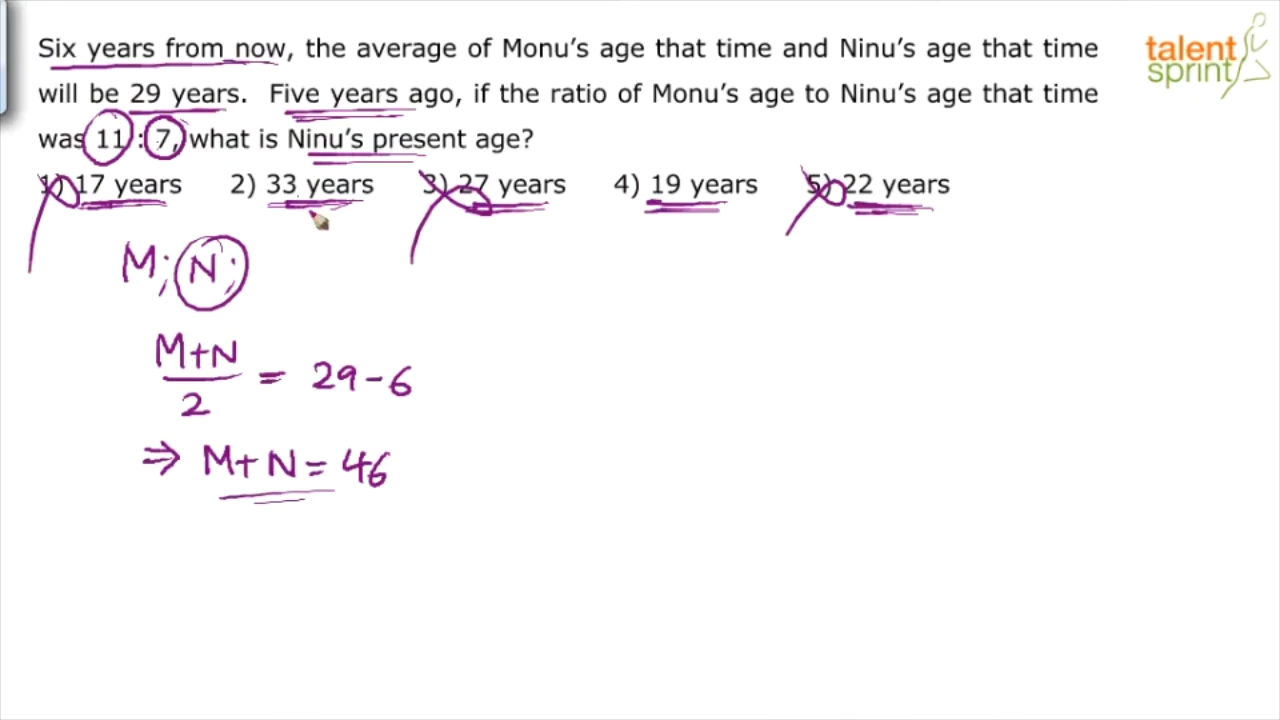 Six years from now, the average of Monu's age that time and Ninu's age that time
talent
sprint
will be 29 years. Five years ago, if the ratio of Monu's age to Ninu's age that time
was 11 : 7, what is Ninu's present age?
1) 17 years 2) 33 years 3) 27 years 4) 19 years 5) 22 years
M; N;
M+N
2
= 29-6
⇒ M+N=46